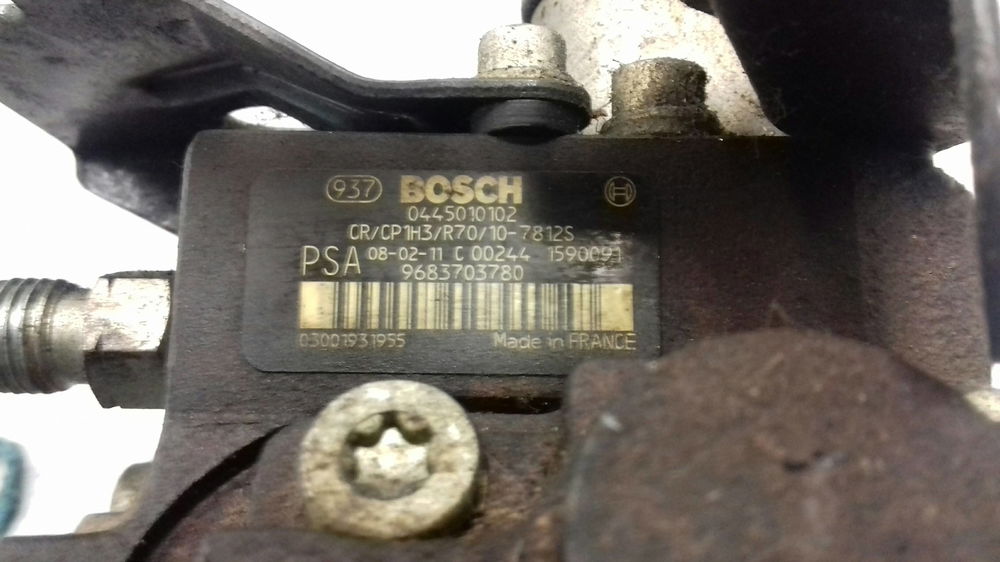 937 BOSCH
0445010102
CR/CP1H3/R70/10-7812S
PSA 08-02-11 C 00244 1590091
9683703780
03001931955 Made in FRANCE